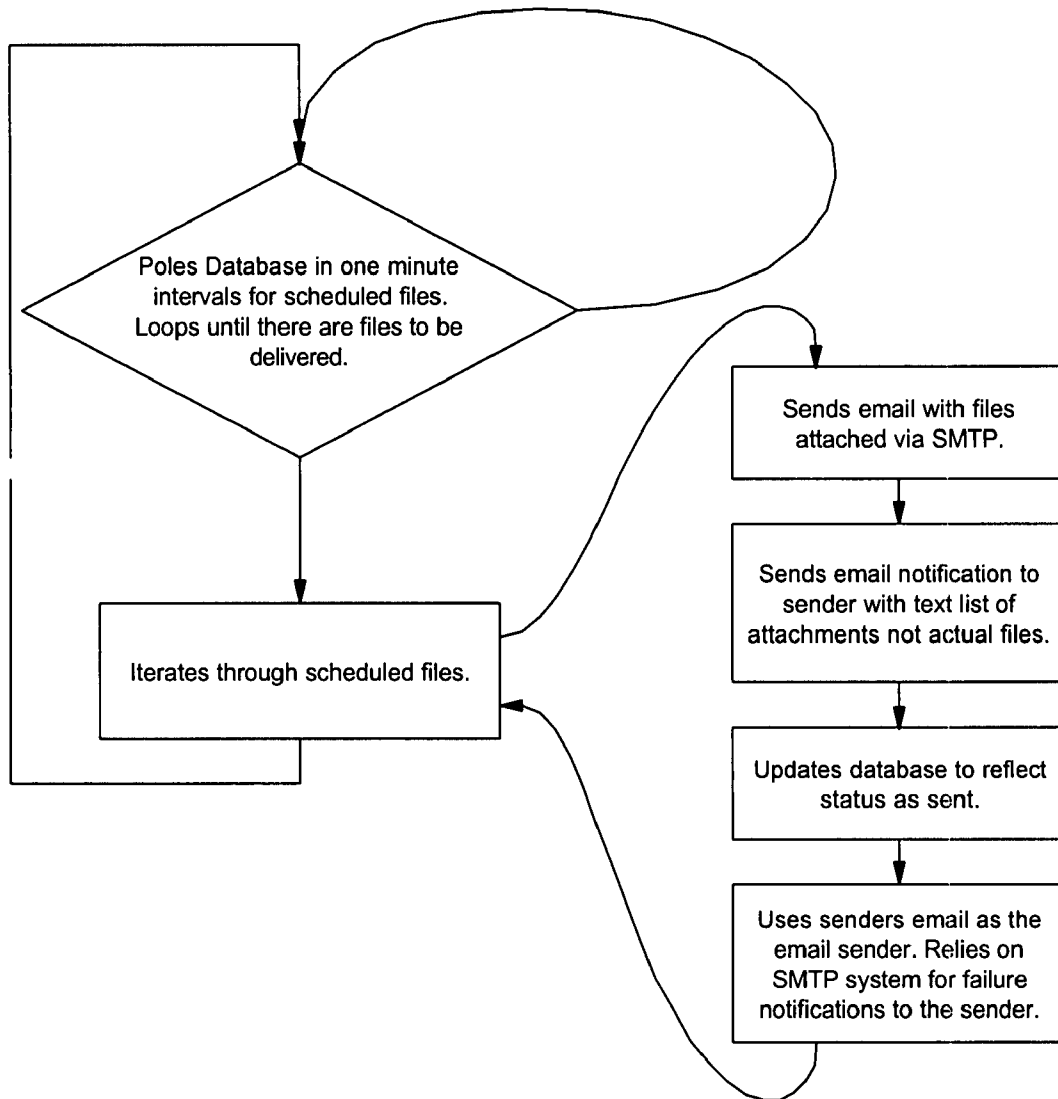 Poles Database in one minute
intervals for scheduled files.
Loops until there are files to be
delivered.
Iterates through scheduled files.
Sends email with files
attached via SMTP.
Sends email notification to
sender with text list of
attachments not actual files.
Updates database to reflect
status as sent.
Uses senders email as the
email sender. Relies on
SMTP system for failure
notifications to the sender.